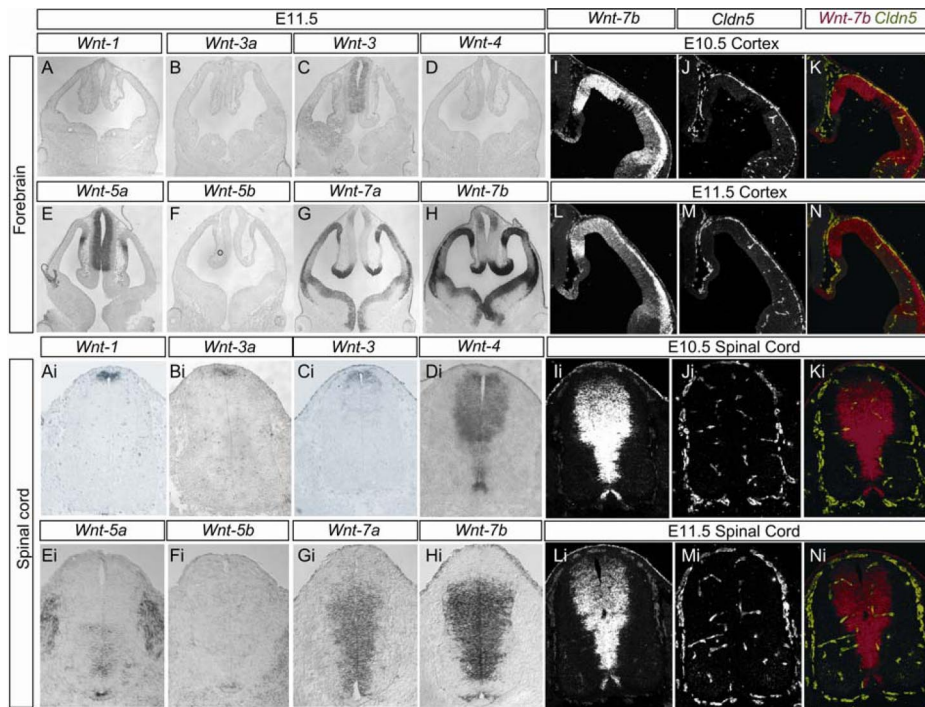 E11.5 Wnt-7b Cldn5 Wnt-7b Cldn5
Wnt-1 Wnt-3a Wnt-3 Wnt-4 E10.5 Cortex
A B C D I J K
Forebrain
Wnt-5a Wnt-5b Wnt-7a Wnt-7b E11.5 Cortex
E F G H L M N
Wnt-1 Wnt-3a Wnt-3 Wnt-4 E10.5 Spinal Cord
Ai Bi Ci Di Ii Ji Ki
Spinal cord
Wnt-5a Wnt-5b Wnt-7a Wnt-7b E11.5 Spinal Cord
Ei Fi Gi Hi Li Mi Ni